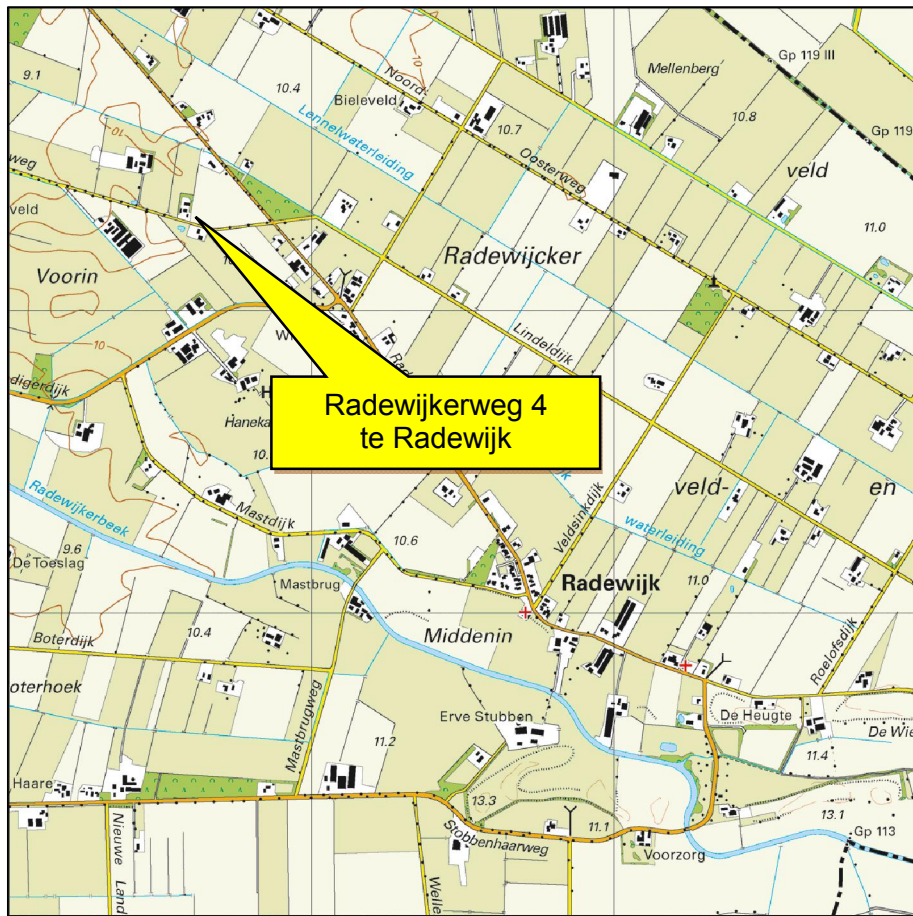 Gp 119 III
Mellenberg
9.1
10.4
Noord-
Bieleveld
10
10.8
10.7
Gp 119
Lennelwaterleiding
10
Oosterweg
weg
veld
veld
11.0
Radewijcker
Voorin
Lindeldijk
10
digerdijk
Radewijkerweg 4
te Radewijk
Haneka
veld-
en
Radewijkerbeek
Mastdijk
Veldsinkdijk
waterleiding
10.6
9.6
De Toeslag
Mastbrug
Radewijk
11.0
10.4
Middenin
Boterdijk
Roelofsdijk
oterhoek
Mastbrugweg
Erve Stubben
De Heugte
De Wie
11.2
11.4
Haare
13.3
13.1
11.1
Gp 113
Stobbenhaarweg
Voorzorg
Nieuwe Land
Welle